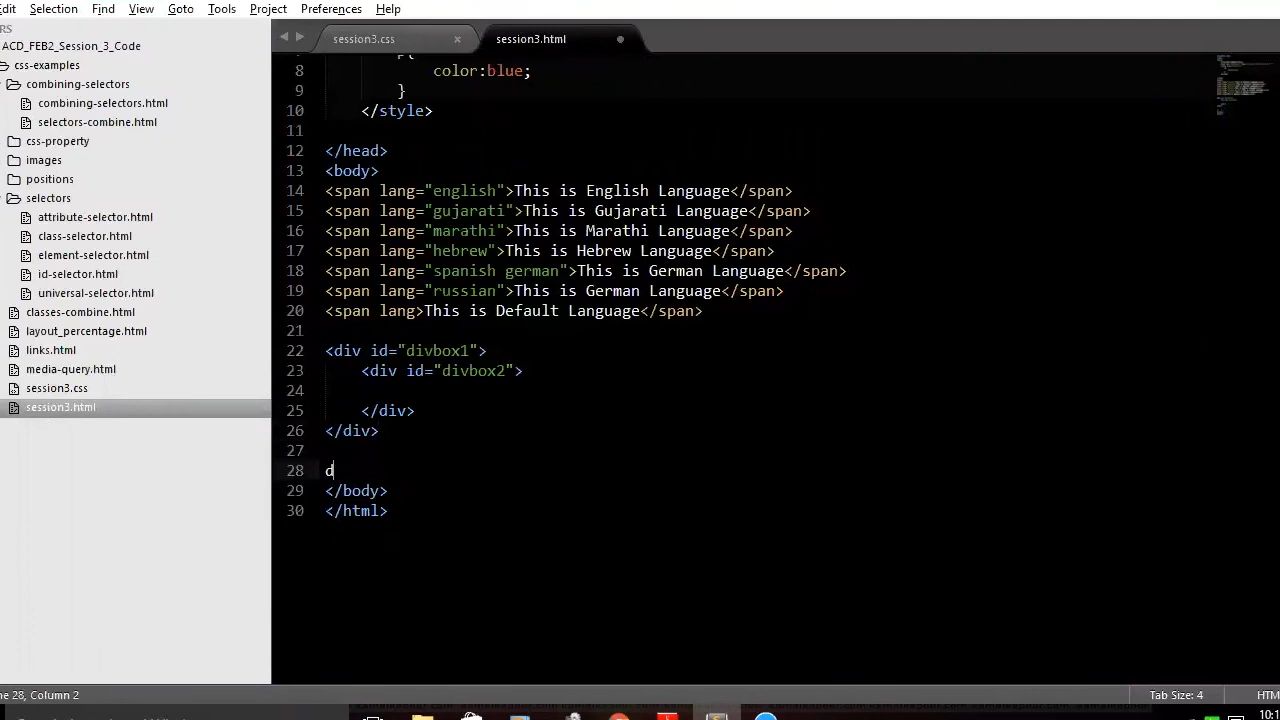 Edit Selection Find View Goto Tools Project Preferences Help
RS
ACD_FEB2_Session_3_Code
css-examples
combining-selectors
combining-selectors.html
selectors-combine.html
css-property
images
positions
selectors
attribute-selector.html
class-selector.html
element-selector.html
id-selector.html
universal-selector.html
classes-combine.html
layout_percentage.html
links.html
media-query.html
session3.css
session3.html
session3.css × session3.html
8 color:blue;
9 }
10 </style>
11
12 </head>
13 <body>
14 <span lang="english">This is English Language</span>
15 <span lang="gujarati">This is Gujarati Language</span>
16 <span lang="marathi">This is Marathi Language</span>
17 <span lang="hebrew">This is Hebrew Language</span>
18 <span lang="spanish german">This is German Language</span>
19 <span lang="russian">This is German Language</span>
20 <span lang>This is Default Language</span>
21
22 <div id="divbox1">
23 <div id="divbox2">
24
25 </div>
26 </div>
27
28 d
29 </body>
30 </html>
ne 28, Column 2 Tab Size: 4 HTM
10:1